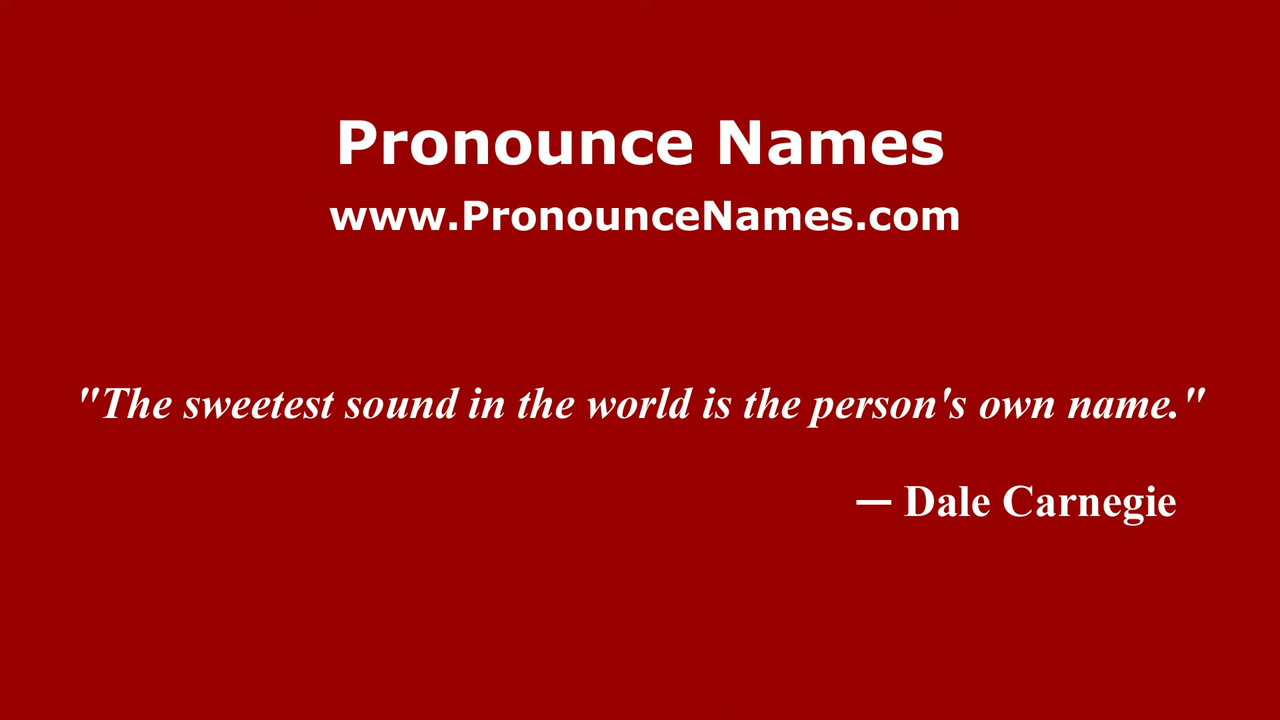 Pronounce Names
www.PronounceNames.com
"The sweetest sound in the world is the person's own name."
— Dale Carnegie